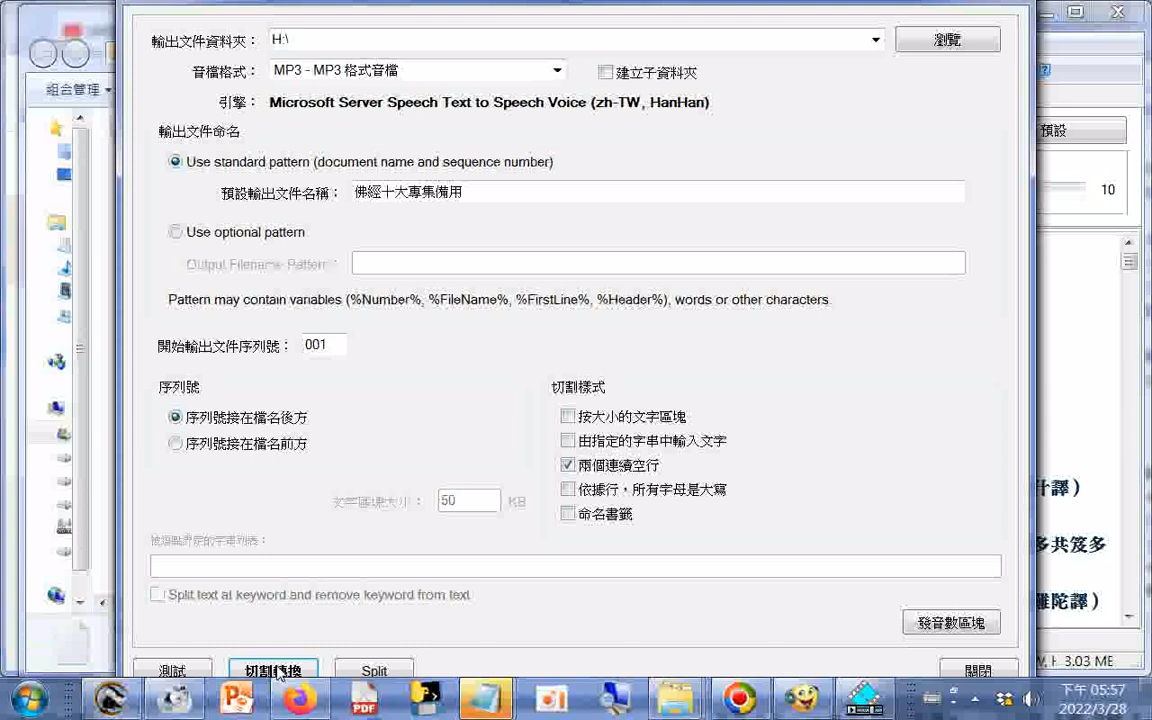 輸出文件資料夾： H:\ 瀏覽
音檔格式： MP3 - MP3 格式音檔 建立子資料夾
組合管理
引擎： Microsoft Server Speech Text to Speech Voice (zh-TW, HanHan)
輸出文件命名 預設
Use standard pattern (document name and sequence number)
預設輸出文件名稱： 佛經十大專集備用 10
Use optional pattern
Output Filename Pattern :
Pattern may contain variables (%Number%, %FileName%, %FirstLine%, %Header%), words or other characters.
開始輸出文件序列號： 001
序列號 切割樣式
序列號接在檔名後方 按大小的文字區塊
序列號接在檔名前方 由指定的字串中輸入文字
兩個連續空行
依據行，所有字母是大寫
什譯）
文字區塊大小： 50 KB
命名書籤
多共笈多
Split text at keyword and remove keyword from text
難陀譯）
發音數區塊
測試 切割轉換 Split 關閉
3.03 ME
PDF
下午 05:57
2022/3/28